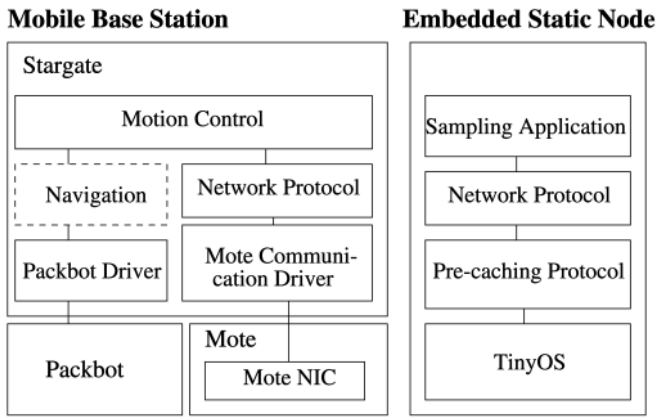 Mobile Base Station
Embedded Static Node
Stargate
Motion Control
Sampling Application
Navigation
Network Protocol
Network Protocol
Packbot Driver
Mote Communi-
cation Driver
Pre-caching Protocol
Packbot
Mote
Mote NIC
TinyOS